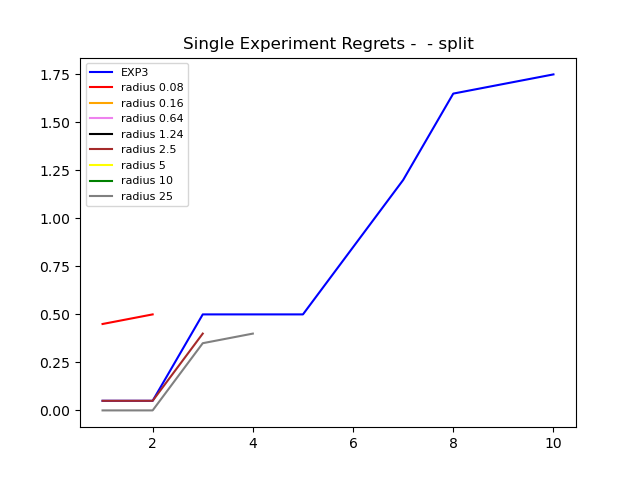 Single Experiment Regrets -  - split
EXP3
radius 0.08
radius 0.16
radius 0.64
radius 1.24
radius 2.5
radius 5
radius 10
radius 25
1.75
1.50
1.25
1.00
0.75
0.50
0.25
0.00
2 4 6 8 10